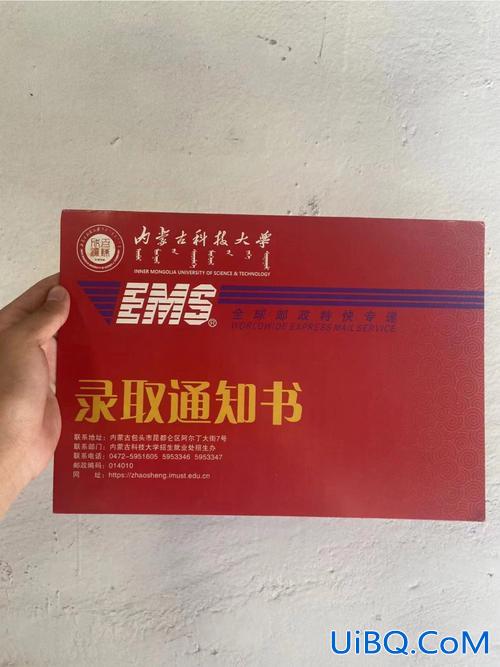 内蒙古科技大学
INNER MONGOLIA UNIVERSITY OF SCIENCE & TECHNOLOGY
EMS®
全球邮政特快专递
WORLDWIDE EXPRESS MAIL SERVICE
录取通知书
联系地址：内蒙古包头市昆都仑区阿尔丁大街7号
联系部门：内蒙古科技大学招生就业处招生办
联系电话：0472-5951605 5953346 5953347
邮政编码：014010
网 址：https://zhaosheng.imust.edu.cn
UiBQ.CoM